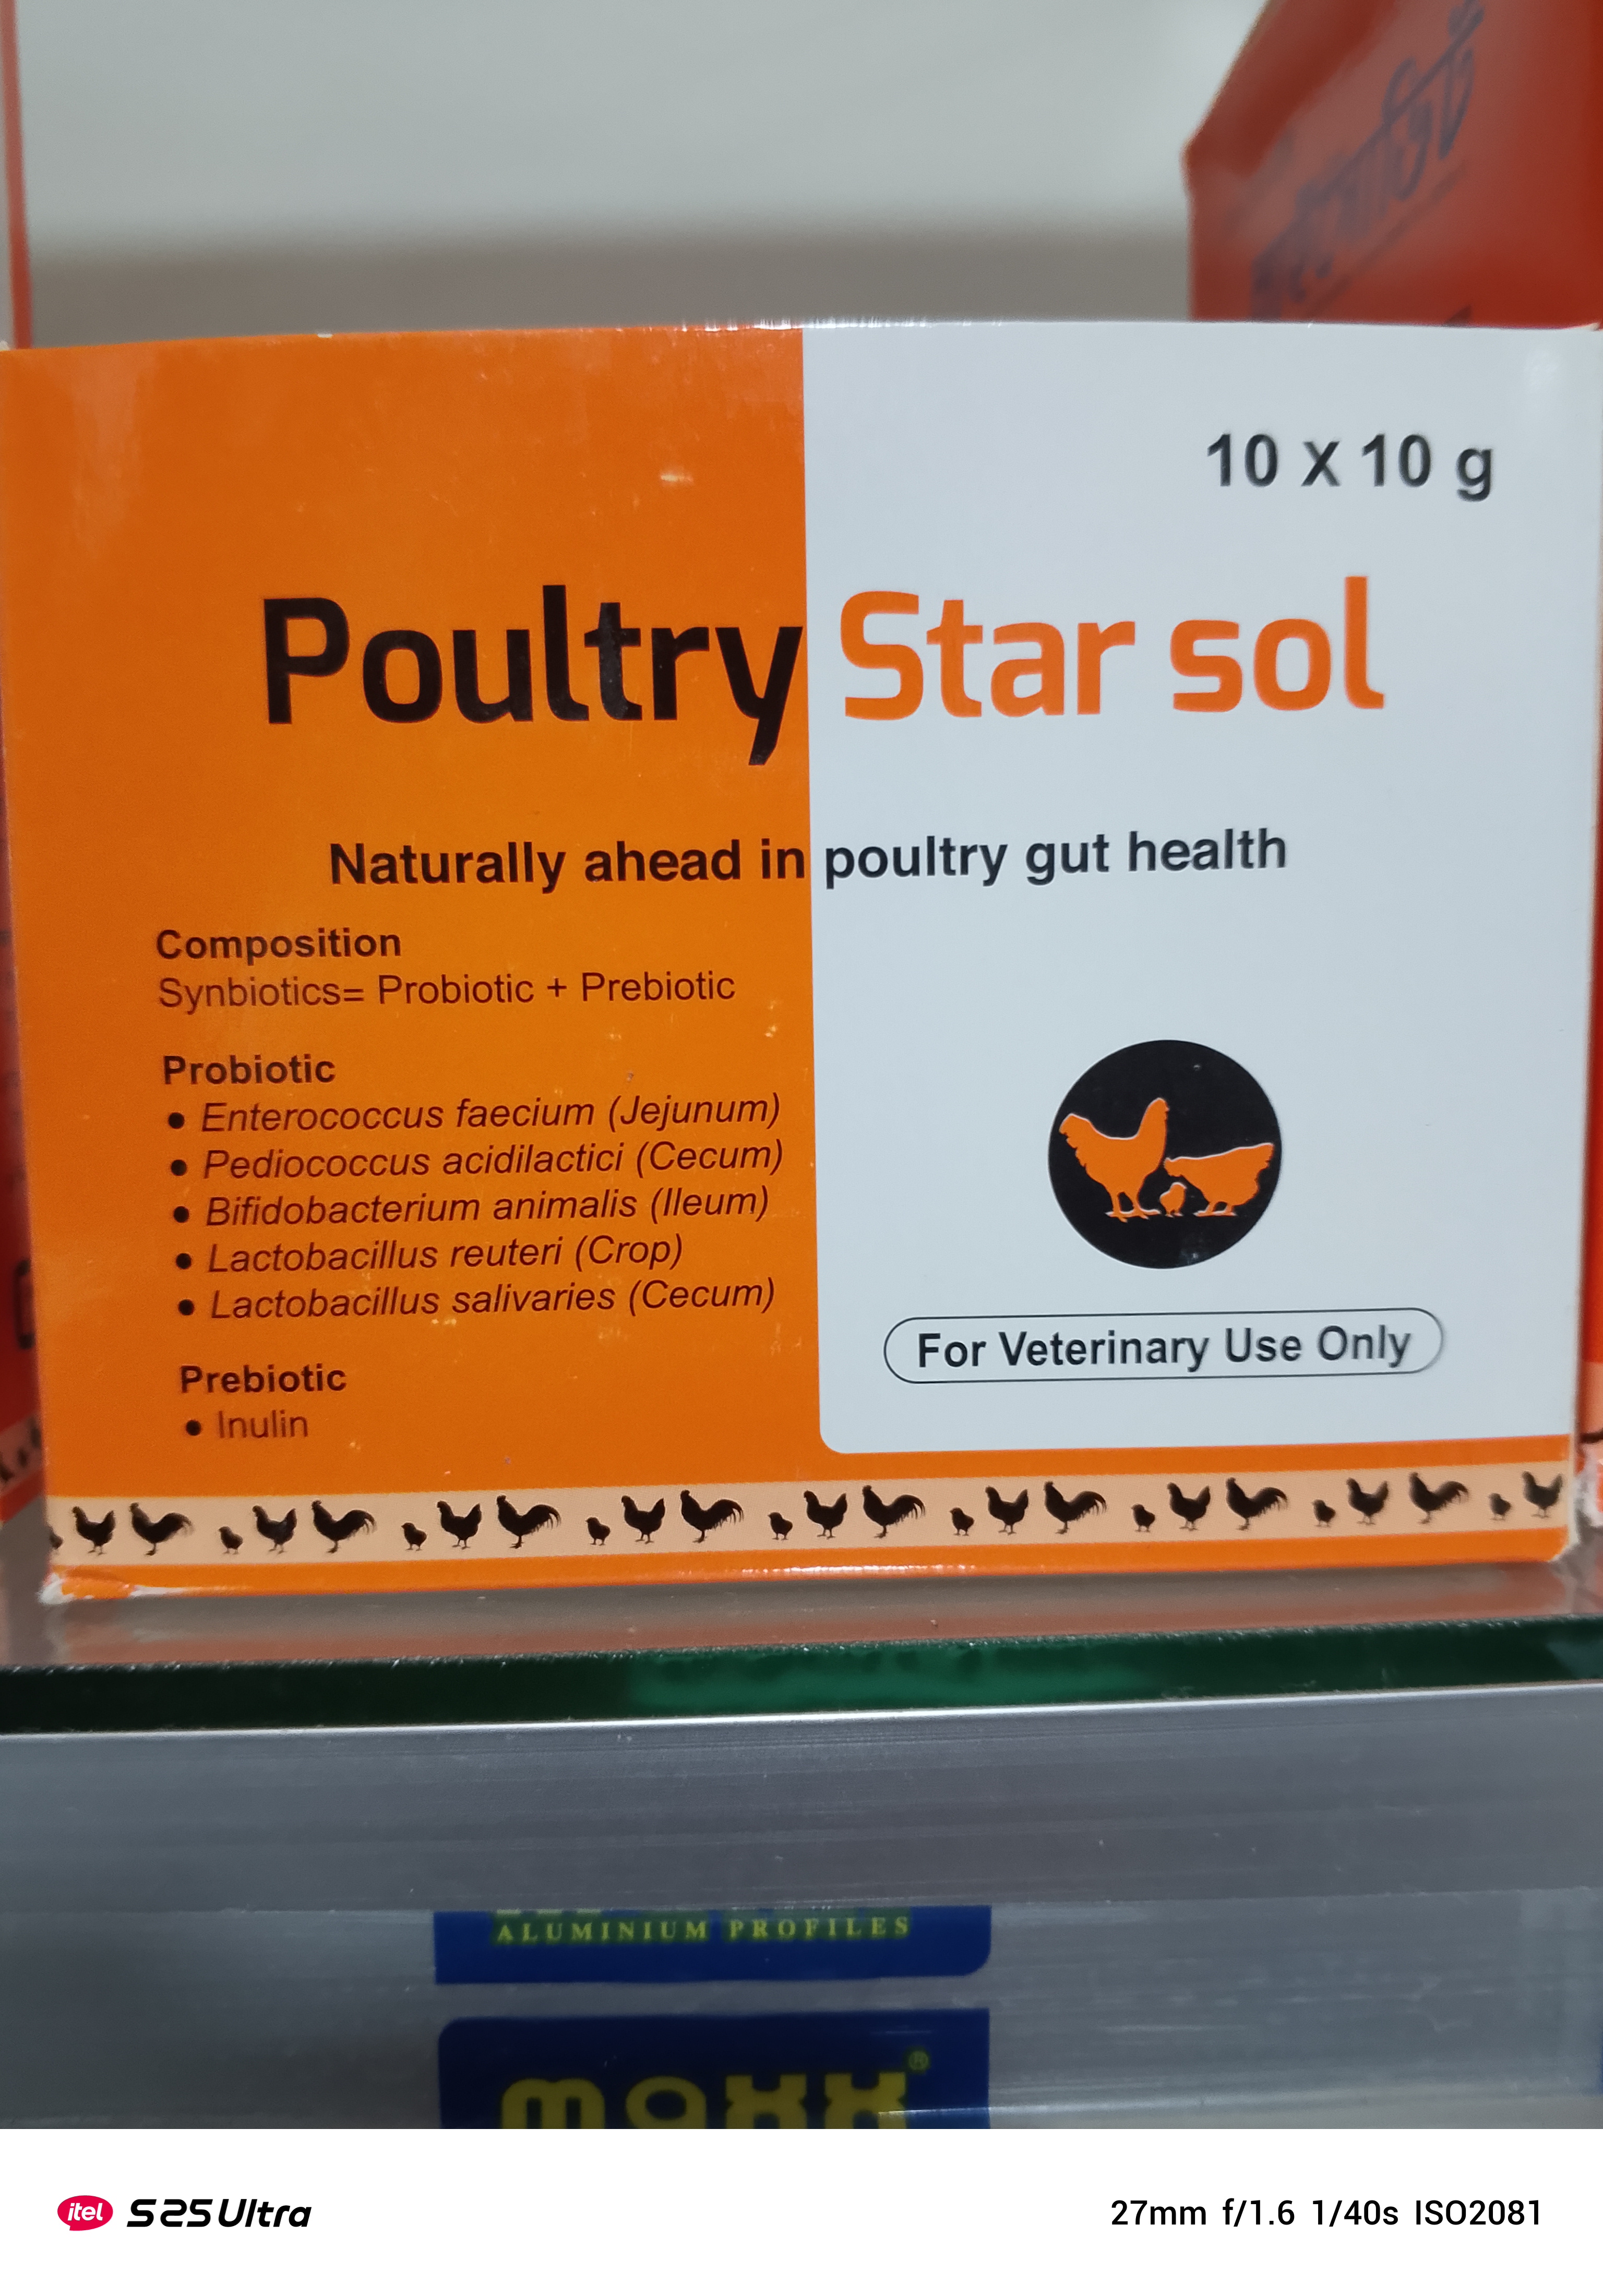 10 X 10 g
Poultry Star sol
Naturally ahead in poultry gut health
Composition
Synbiotics= Probiotic + Prebiotic
Probiotic
• Enterococcus faecium (Jejunum)
• Pediococcus acidilactici (Cecum)
• Bifidobacterium animalis (Ileum)
• Lactobacillus reuteri (Crop)
• Lactobacillus salivaries (Cecum)
Prebiotic
• Inulin
For Veterinary Use Only
ALUMINIUM PROFILES
maxx®
itel S25 Ultra
27mm f/1.6 1/40s ISO2081